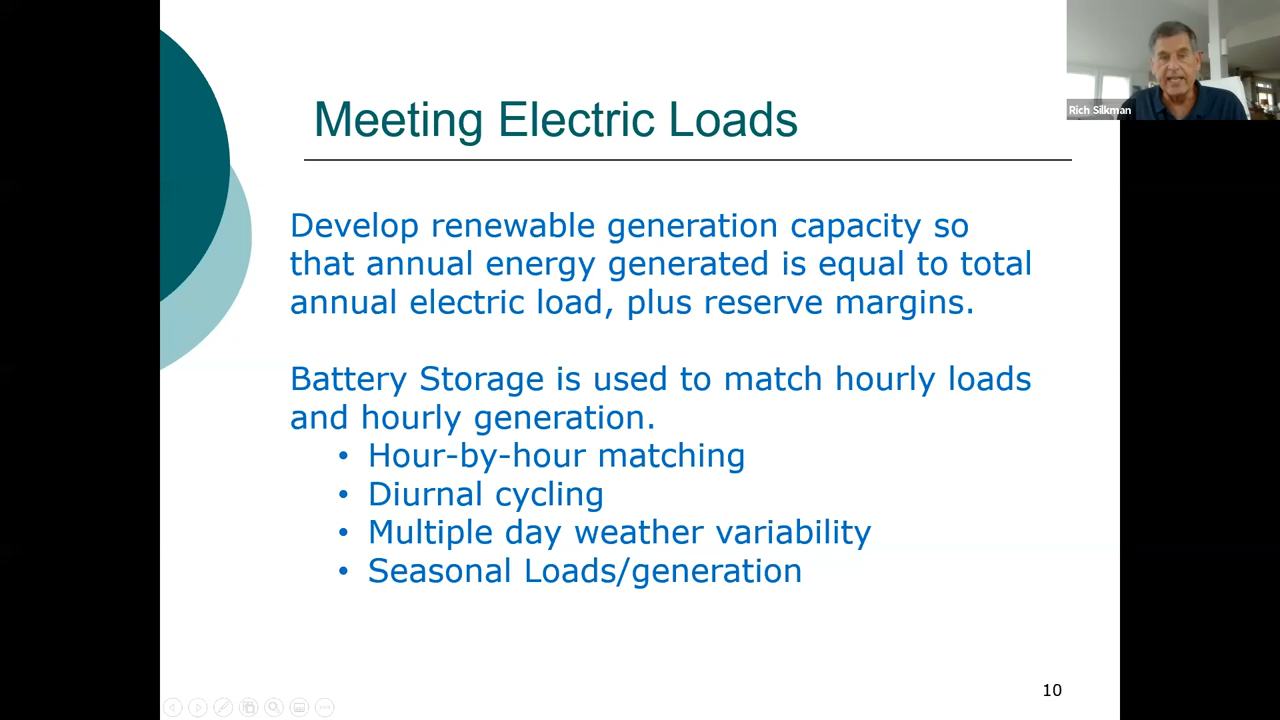 Rich Silkman
Meeting Electric Loads
Develop renewable generation capacity so
that annual energy generated is equal to total
annual electric load, plus reserve margins.
Battery Storage is used to match hourly loads
and hourly generation.
• Hour-by-hour matching
• Diurnal cycling
• Multiple day weather variability
• Seasonal Loads/generation
10